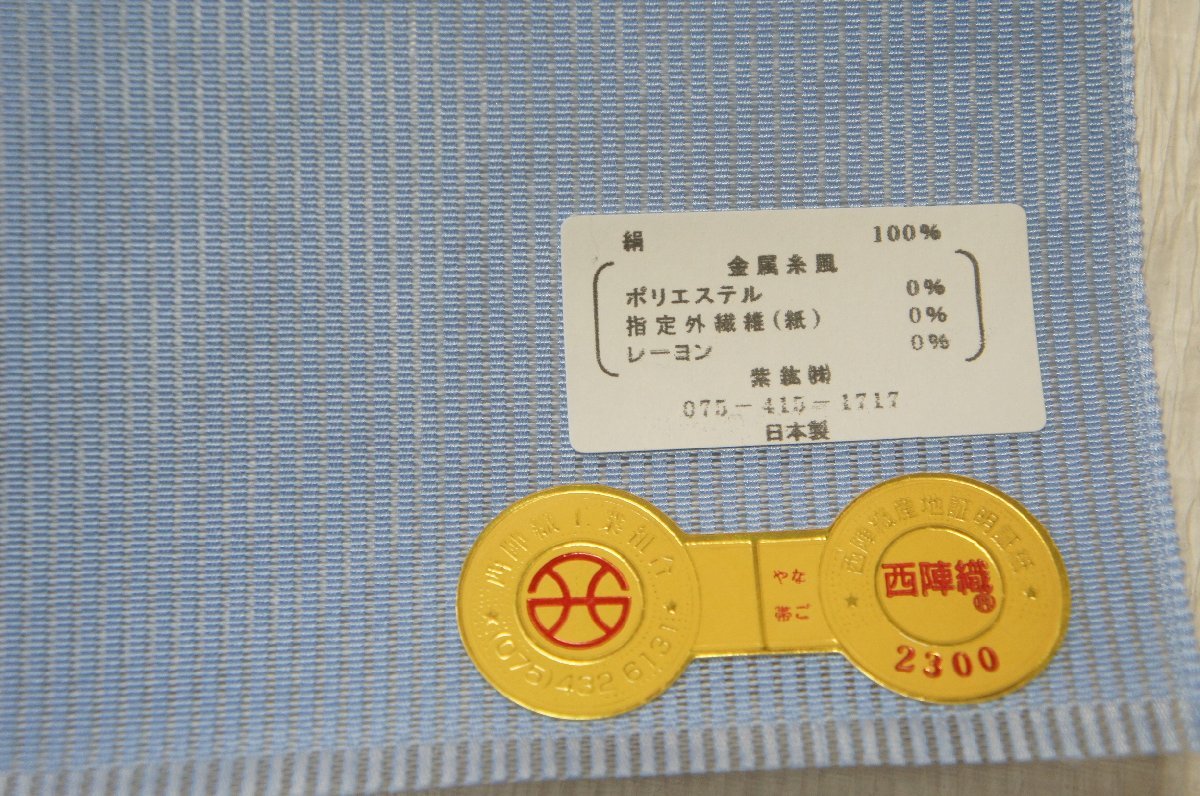 絹 100%
金属糸風
ポリエステル 0%
指定外繊維(紙) 0%
レーヨン 0%
紫紘㈱
075-415-1717
日本製
西陣織工業組合
(075)432 6131
なご
や帯
西陣織産地証明証
西陣織
2300